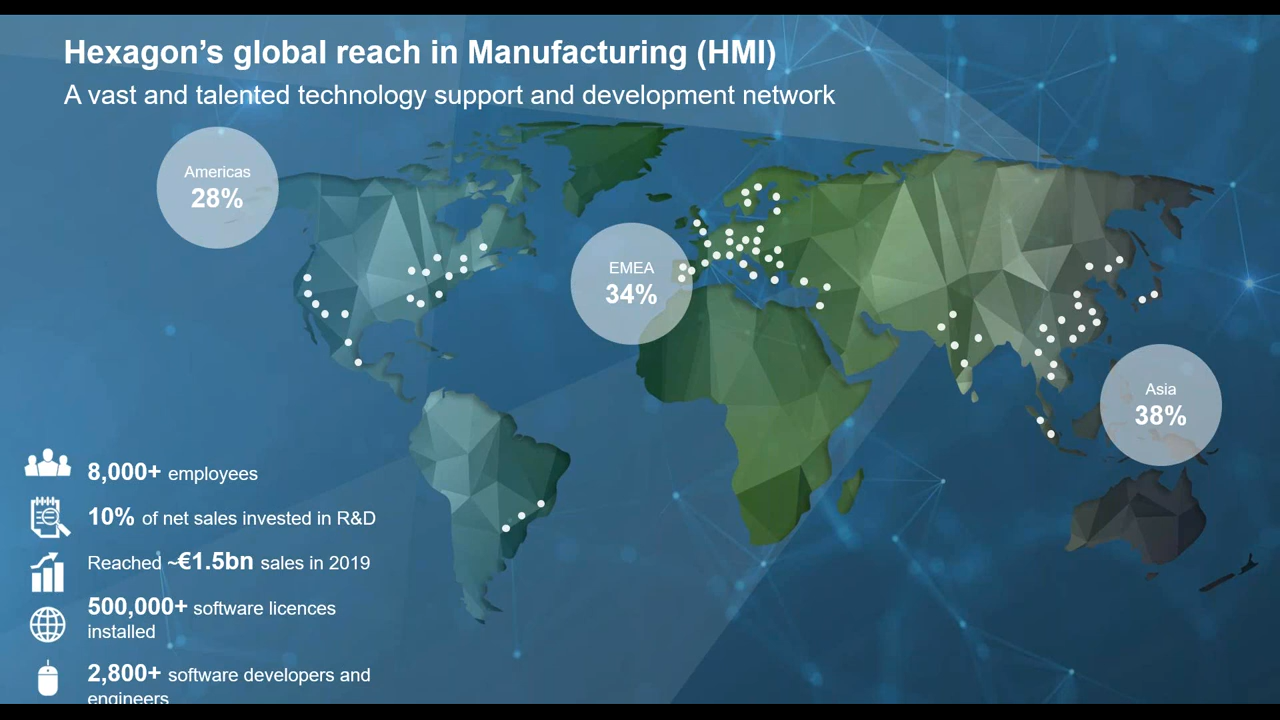 Hexagon’s global reach in Manufacturing (HMI)
A vast and talented technology support and development network
Americas
28%
EMEA
34%
Asia
38%
8,000+ employees
10% of net sales invested in R&D
Reached ~€1.5bn sales in 2019
500,000+ software licences
installed
2,800+ software developers and
engineers